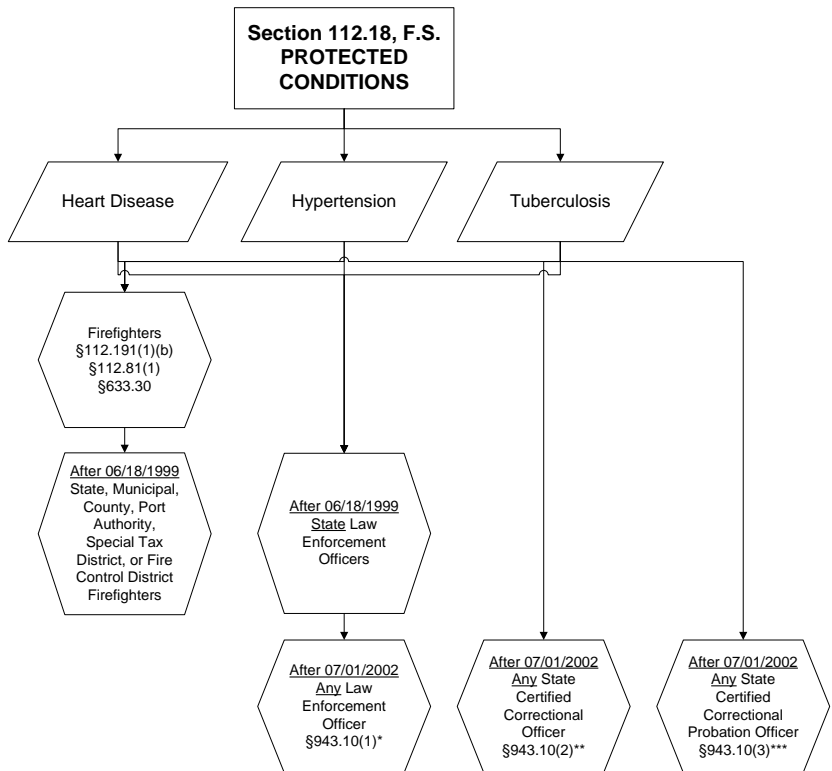 Section 112.18, F.S.
PROTECTED
CONDITIONS
Heart Disease
Hypertension
Tuberculosis
Firefighters
§112.191(1)(b)
§112.81(1)
§633.30
After 06/18/1999
State, Municipal,
County, Port
Authority,
Special Tax
District, or Fire
Control District
Firefighters
After 06/18/1999
State Law
Enforcement
Officers
After 07/01/2002
Any Law
Enforcement
Officer
§943.10(1)*
After 07/01/2002
Any State
Certified
Correctional
Officer
§943.10(2)**
After 07/01/2002
Any State
Certified
Correctional
Probation Officer
§943.10(3)***